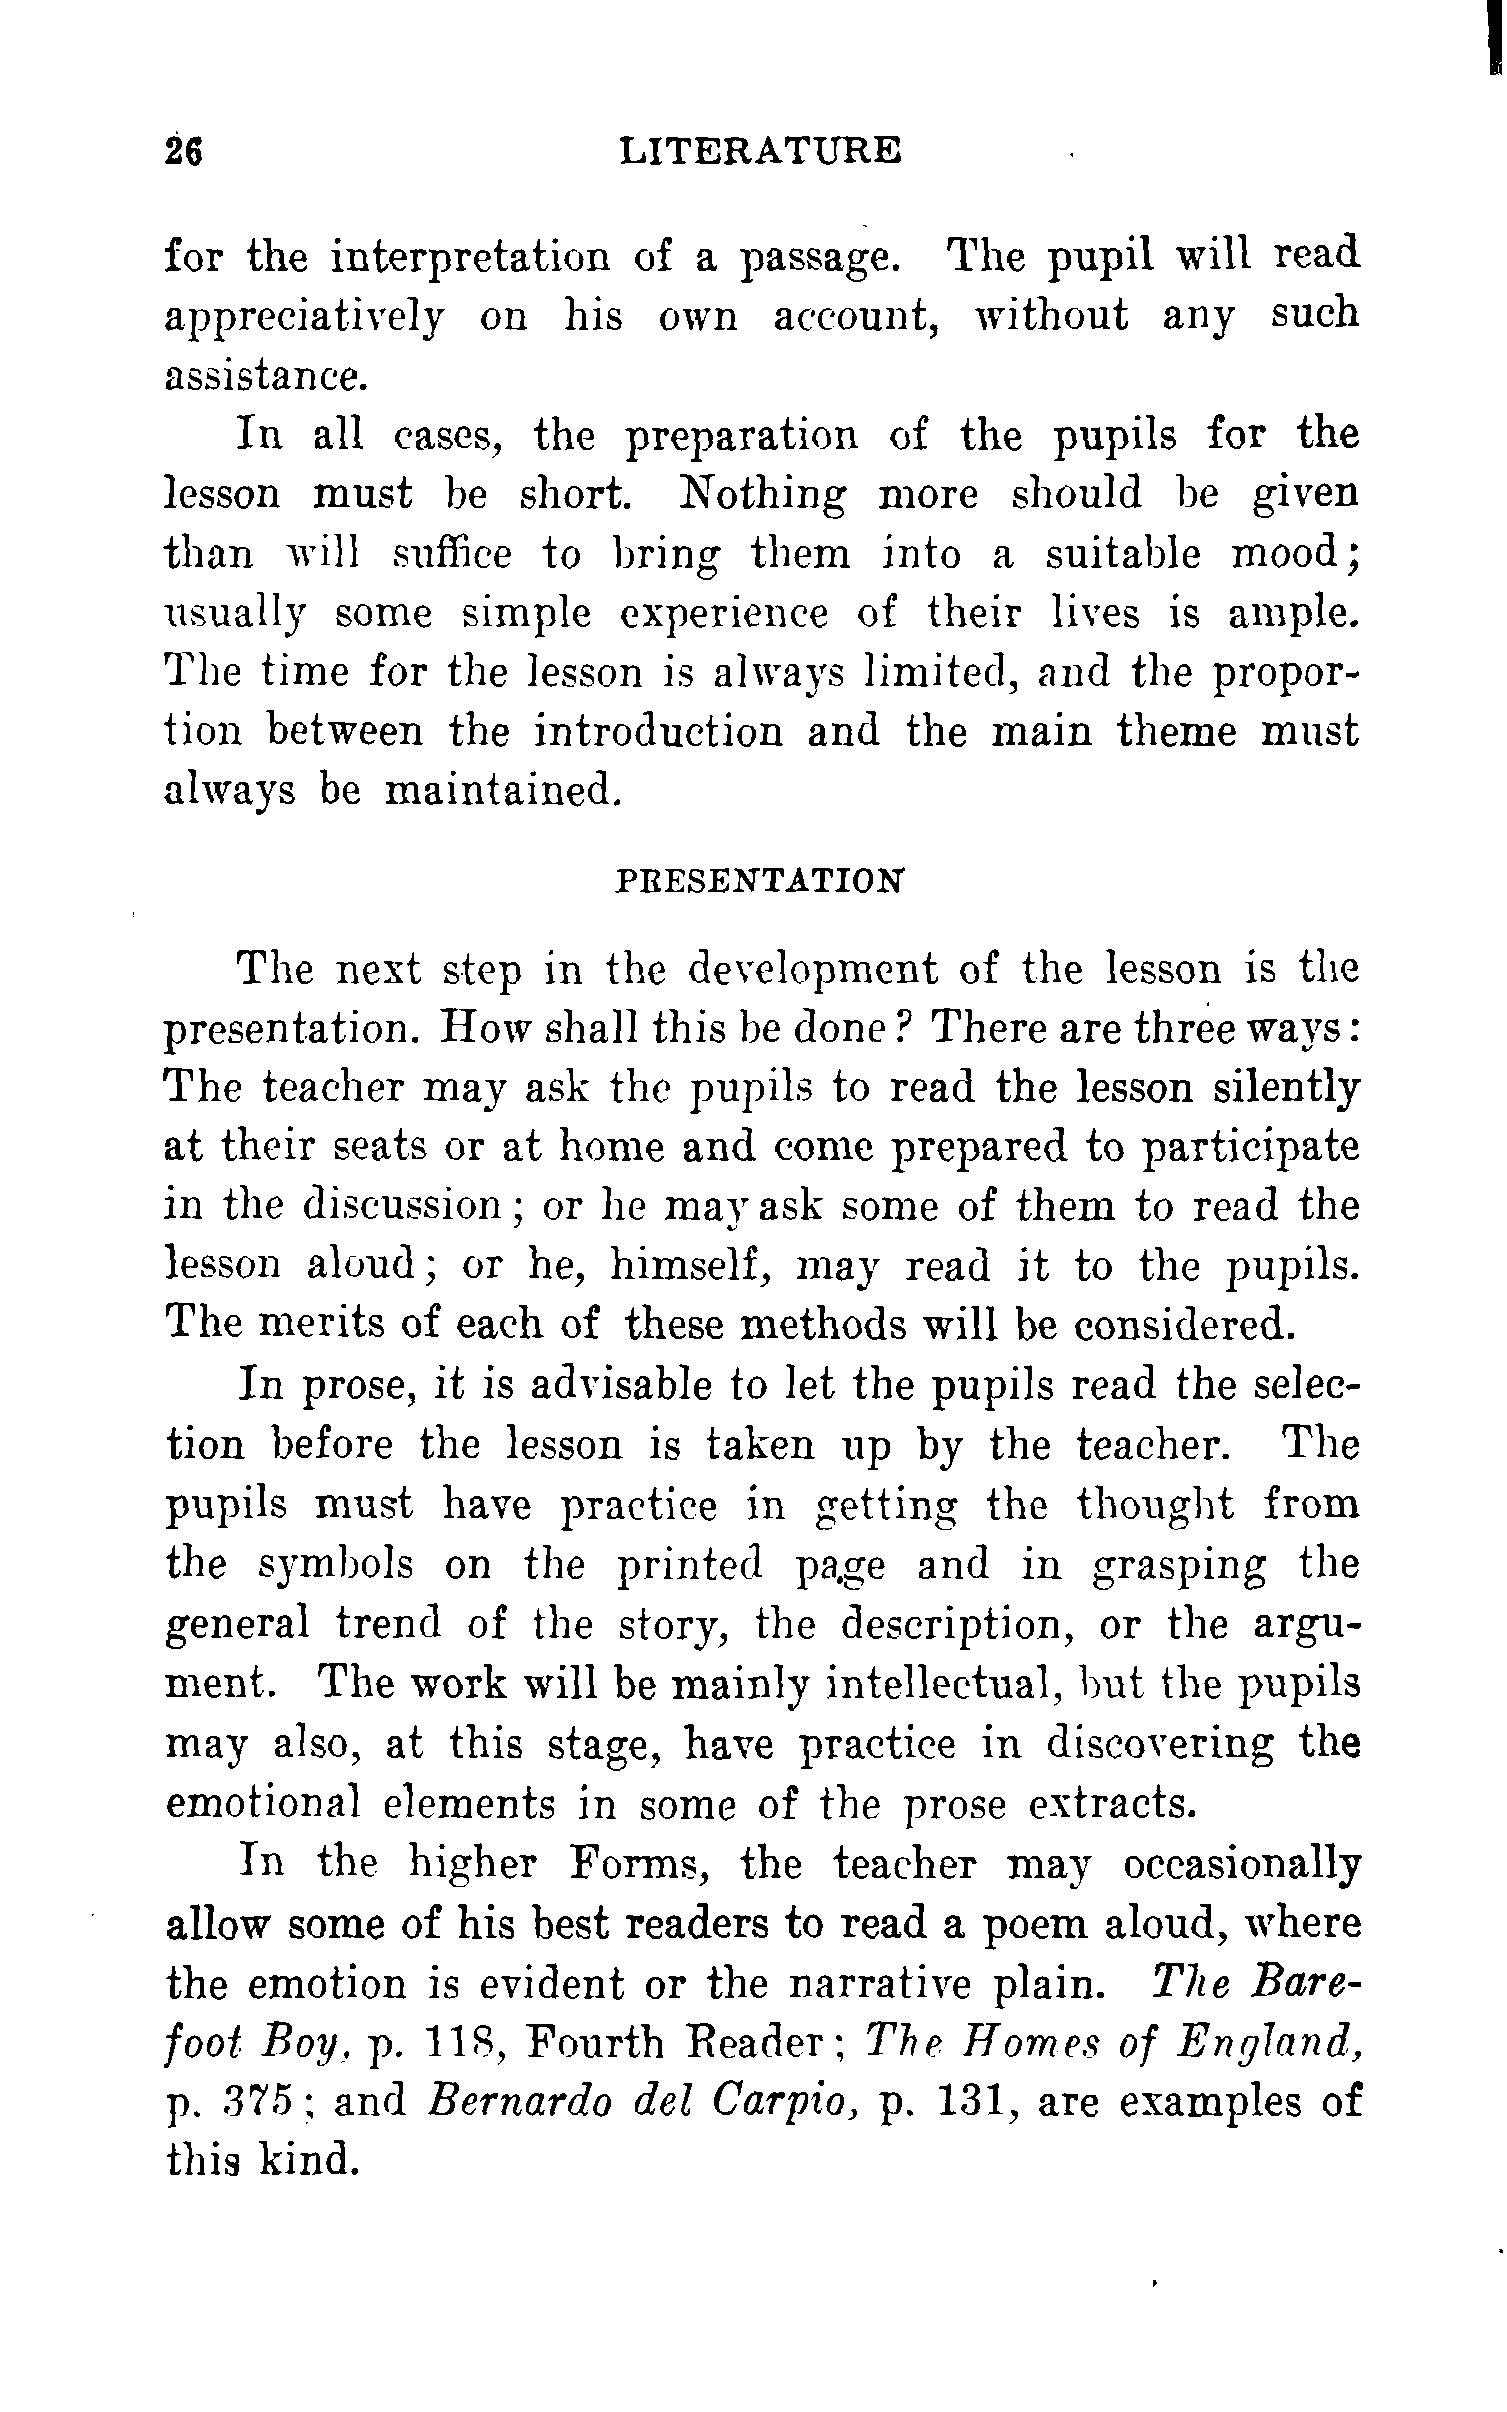 26 LITERATURE
for the interpretation of a passage. The pupil will read
appreciatively on his own account, without any such
assistance.
In all cases, the preparation of the pupils for the
lesson must be short. Nothing more should be given
than will suffice to bring them into a suitable mood;
usually some simple experience of their lives is ample.
The time for the lesson is always limited, and the propor-
tion between the introduction and the main theme must
always be maintained.
PRESENTATION
The next step in the development of the lesson is the
presentation. How shall this be done? There are three ways:
The teacher may ask the pupils to read the lesson silently
at their seats or at home and come prepared to participate
in the discussion; or he may ask some of them to read the
lesson aloud; or he, himself, may read it to the pupils.
The merits of each of these methods will be considered.
In prose, it is advisable to let the pupils read the selec-
tion before the lesson is taken up by the teacher. The
pupils must have practice in getting the thought from
the symbols on the printed page and in grasping the
general trend of the story, the description, or the argu-
ment. The work will be mainly intellectual, but the pupils
may also, at this stage, have practice in discovering the
emotional elements in some of the prose extracts.
In the higher Forms, the teacher may occasionally
allow some of his best readers to read a poem aloud, where
the emotion is evident or the narrative plain. The Bare-
foot Boy, p. 118, Fourth Reader; The Homes of England,
p. 375; and Bernardo del Carpio, p. 131, are examples of
this kind.